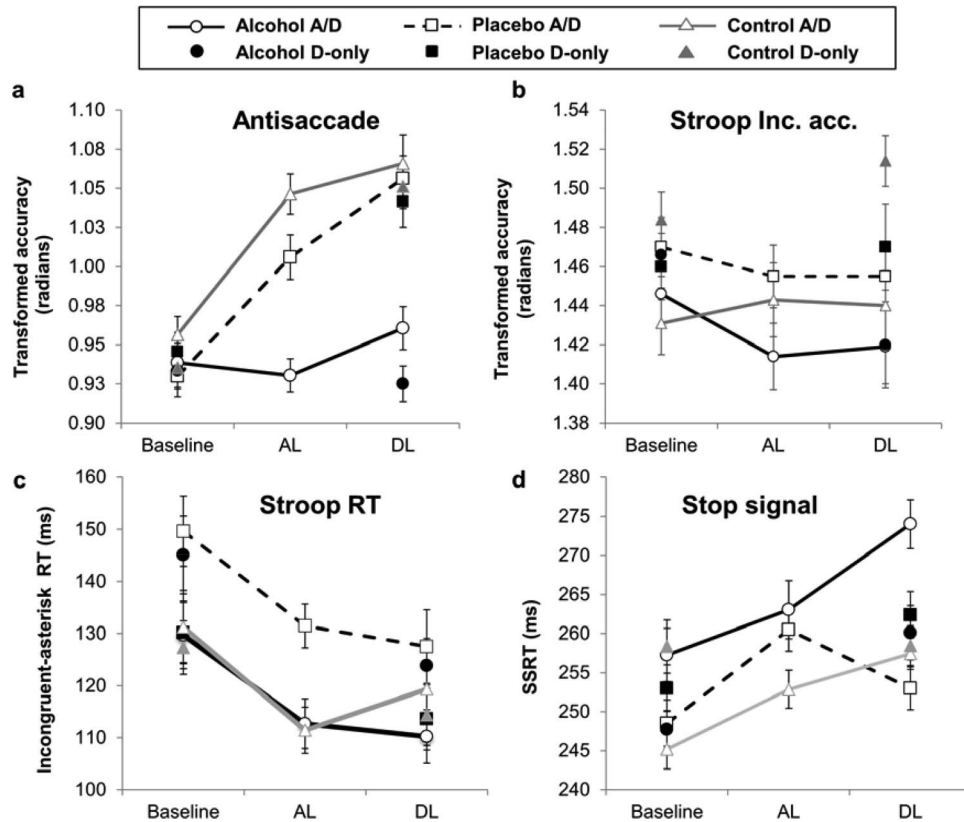 Alcohol A/D Placebo A/D Control A/D
Alcohol D-only Placebo D-only Control D-only
a
Antisaccade
Transformed accuracy
(radians)
1.10
1.08
1.05
1.03
1.00
0.98
0.95
0.93
0.90
Baseline AL DL
b
Stroop Inc. acc.
Transformed accuracy
(radians)
1.54
1.52
1.50
1.48
1.46
1.44
1.42
1.40
1.38
Baseline AL DL
c
Stroop RT
Incongruent-asterisk RT (ms)
160
150
140
130
120
110
100
Baseline AL DL
d
Stop signal
SSRT (ms)
280
275
270
265
260
255
250
245
240
Baseline AL DL